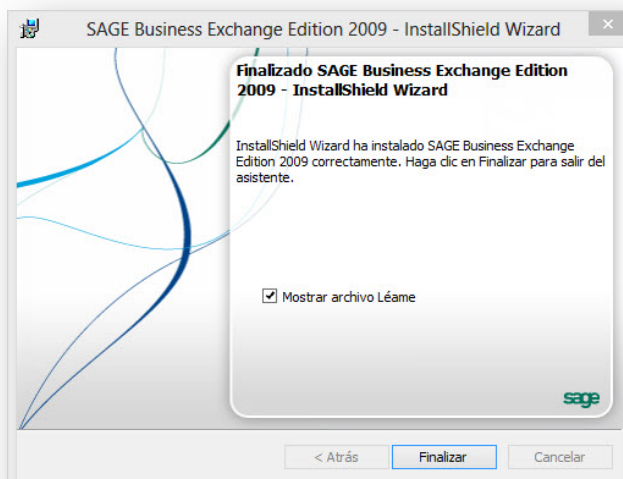 SAGE Business Exchange Edition 2009 - InstallShield Wizard
Finalizado SAGE Business Exchange Edition
2009 - InstallShield Wizard
InstallShield Wizard ha instalado SAGE Business Exchange
Edition 2009 correctamente. Haga clic en Finalizar para salir del
asistente.
Mostrar archivo Léame
sage
< Atrás
Finalizar
Cancelar